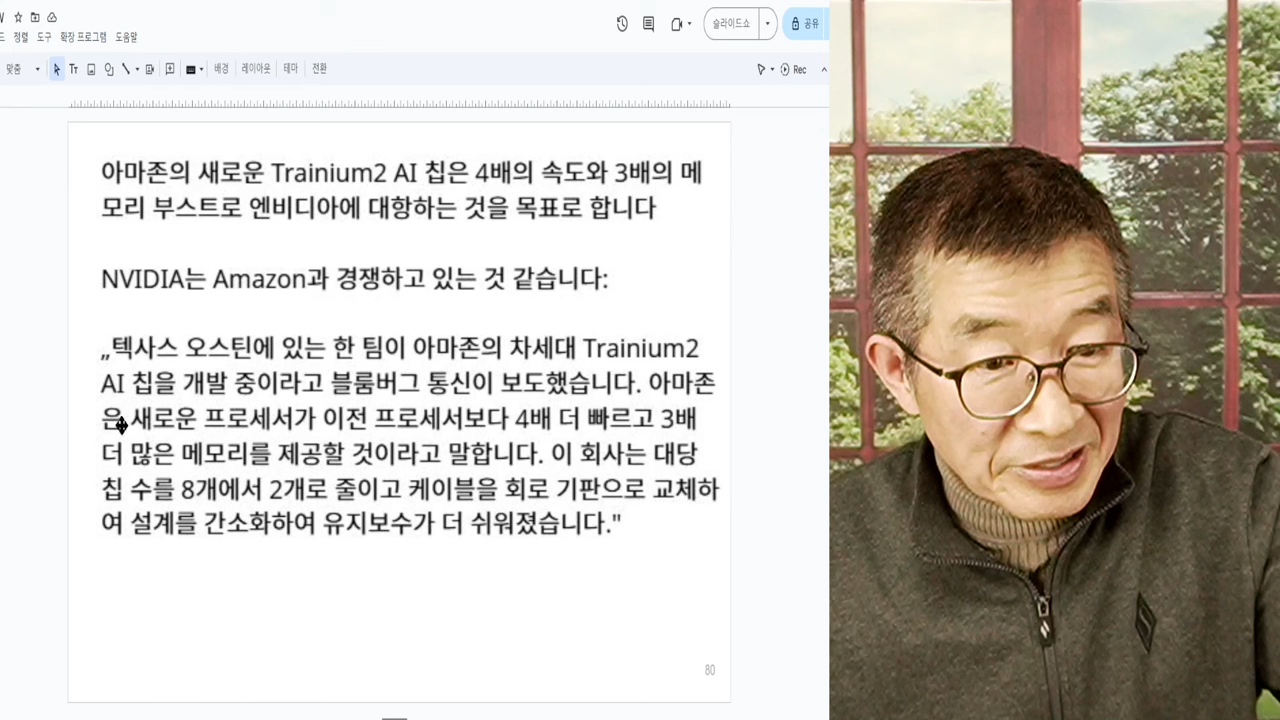 정렬 도구 확장 프로그램 도움말
슬라이드쇼
공유
맞춤
Tr
배경 레이아웃 테마 전환
Rec
아마존의 새로운 Trainium2 AI 칩은 4배의 속도와 3배의 메
모리 부스트로 엔비디아에 대항하는 것을 목표로 합니다
NVIDIA는 Amazon과 경쟁하고 있는 것 같습니다:
„텍사스 오스틴에 있는 한 팀이 아마존의 차세대 Trainium2
AI 칩을 개발 중이라고 블룸버그 통신이 보도했습니다. 아마존
은 새로운 프로세서가 이전 프로세서보다 4배 더 빠르고 3배
더 많은 메모리를 제공할 것이라고 말합니다. 이 회사는 대당
칩 수를 8개에서 2개로 줄이고 케이블을 회로 기판으로 교체하
여 설계를 간소화하여 유지보수가 더 쉬워졌습니다."
80